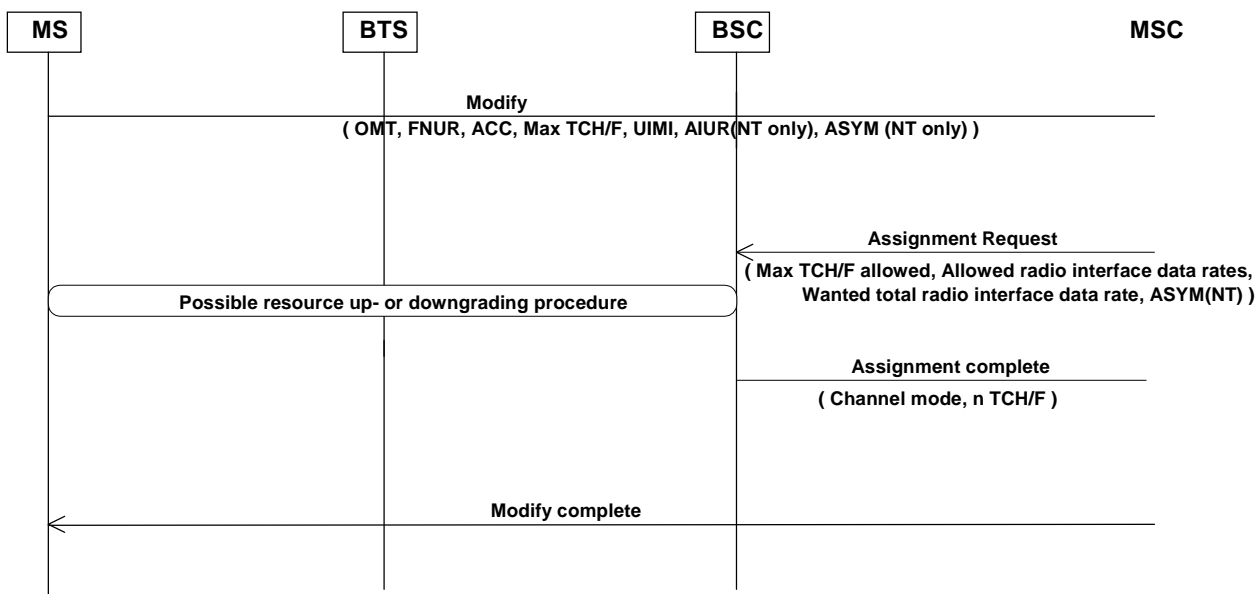 MS
BTS
BSC
MSC
Modify
( OMT, FNUR, ACC, Max TCH/F, UIMI, AIUR(NT only), ASYM (NT only) )
Assignment Request
( Max TCH/F allowed, Allowed radio interface data rates,
Wanted total radio interface data rate, ASYM(NT) )
Possible resource up- or downgrading procedure
Assignment complete
( Channel mode, n TCH/F )
Modify complete